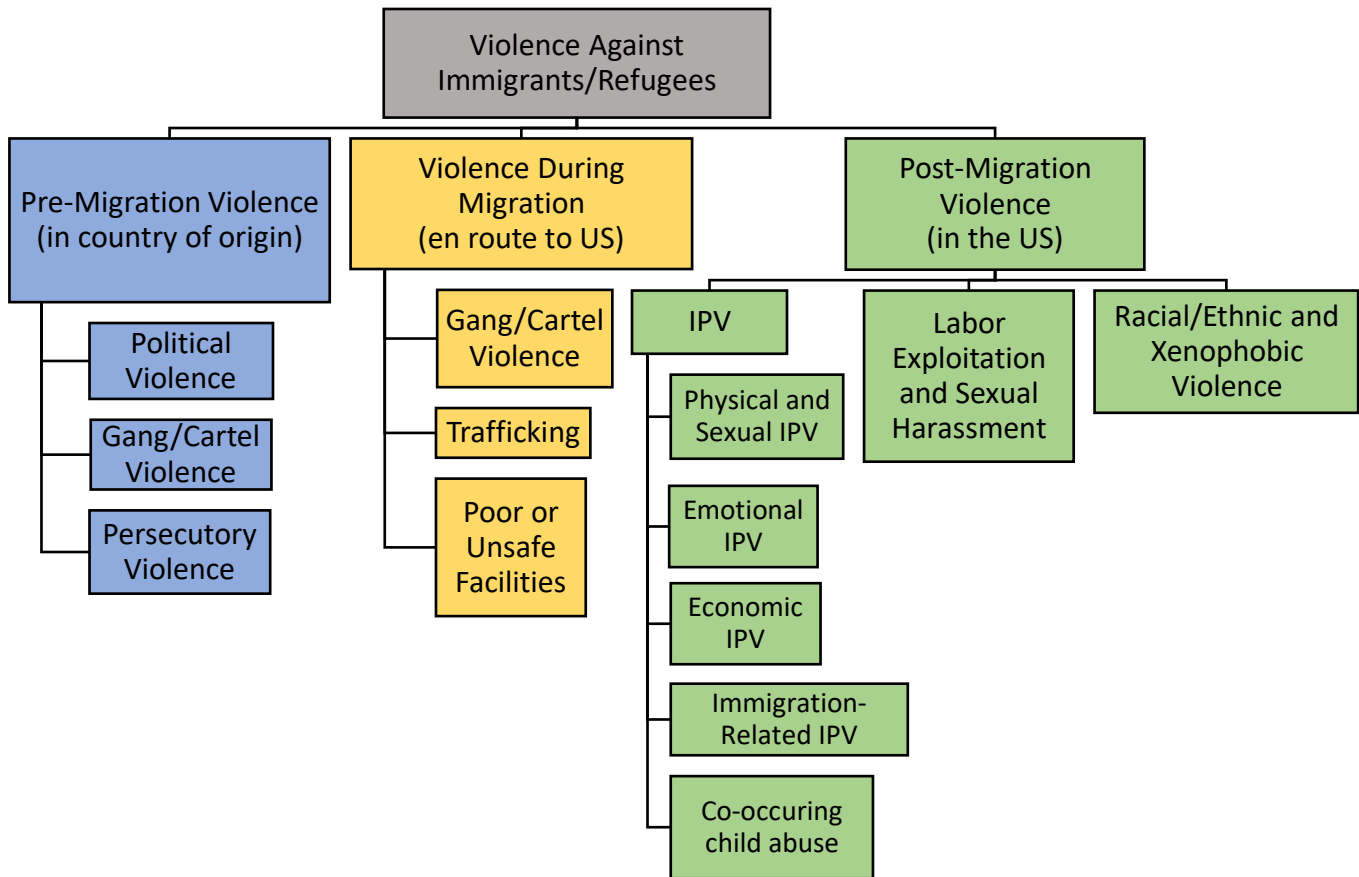 Violence Against
Immigrants/Refugees
Pre-Migration Violence
(in country of origin)
Political
Violence
Gang/Cartel
Violence
Persecutory
Violence
Violence During
Migration
(en route to US)
Gang/Cartel
Violence
Trafficking
Poor or
Unsafe
Facilities
Post-Migration
Violence
(in the US)
IPV
Physical and
Sexual IPV
Emotional
IPV
Economic
IPV
Immigration-
Related IPV
Co-occuring
child abuse
Labor
Exploitation
and Sexual
Harassment
Racial/Ethnic and
Xenophobic
Violence